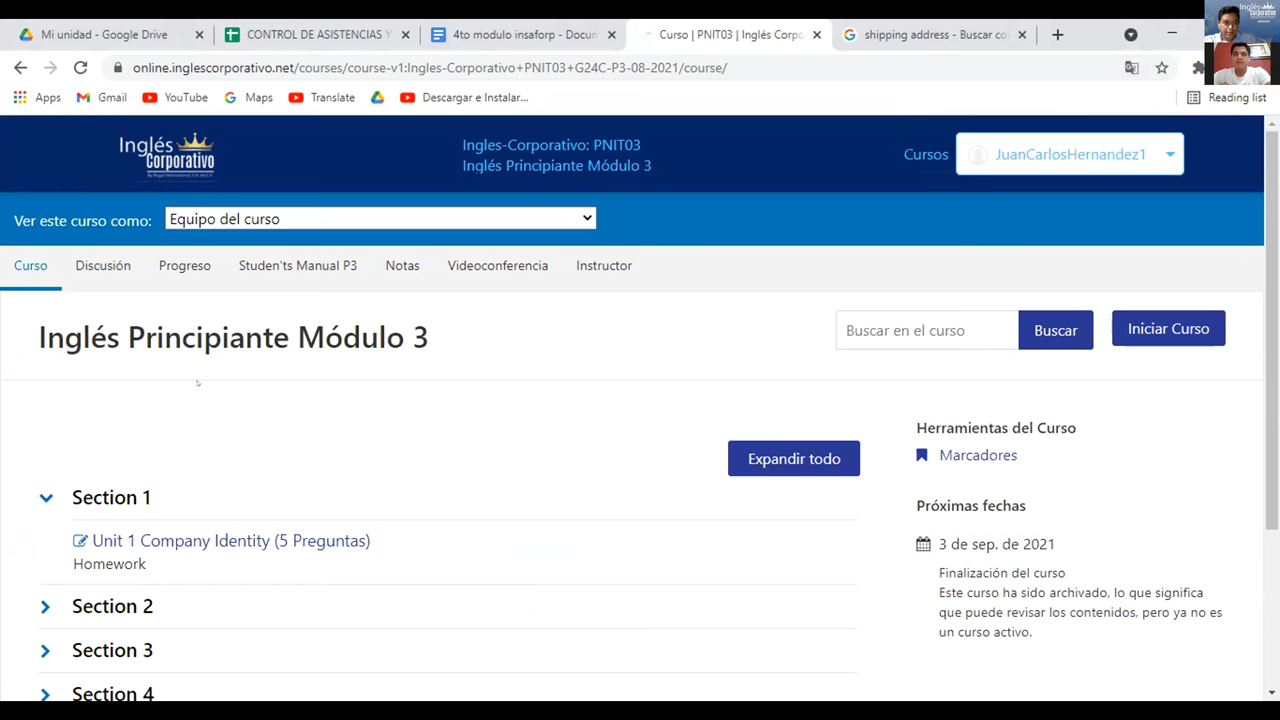 Mi unidad - Google Drive
CONTROL DE ASISTENCIAS Y
4to modulo insaforp - Docum
Curso | PNIT03 | Inglés Corpo
shipping address - Buscar co
online.inglescorporativo.net/courses/course-v1:Ingles-Corporativo+PNIT03+G24C-P3-08-2021/course/
Apps
Gmail
YouTube
Maps
Translate
Descargar e Instalar...
Reading list
Inglés
Corporativo
Ingles-Corporativo: PNIT03
Inglés Principiante Módulo 3
Cursos
JuanCarlosHernandez1
Ver este curso como:
Equipo del curso
Curso
Discusión
Progreso
Studen'ts Manual P3
Notas
Videoconferencia
Instructor
Inglés Principiante Módulo 3
Buscar en el curso
Buscar
Iniciar Curso
Expandir todo
Section 1
Unit 1 Company Identity (5 Preguntas)
Homework
Section 2
Section 3
Section 4
Herramientas del Curso
Marcadores
Próximas fechas
3 de sep. de 2021
Finalización del curso
Este curso ha sido archivado, lo que significa
que puede revisar los contenidos, pero ya no es
un curso activo.